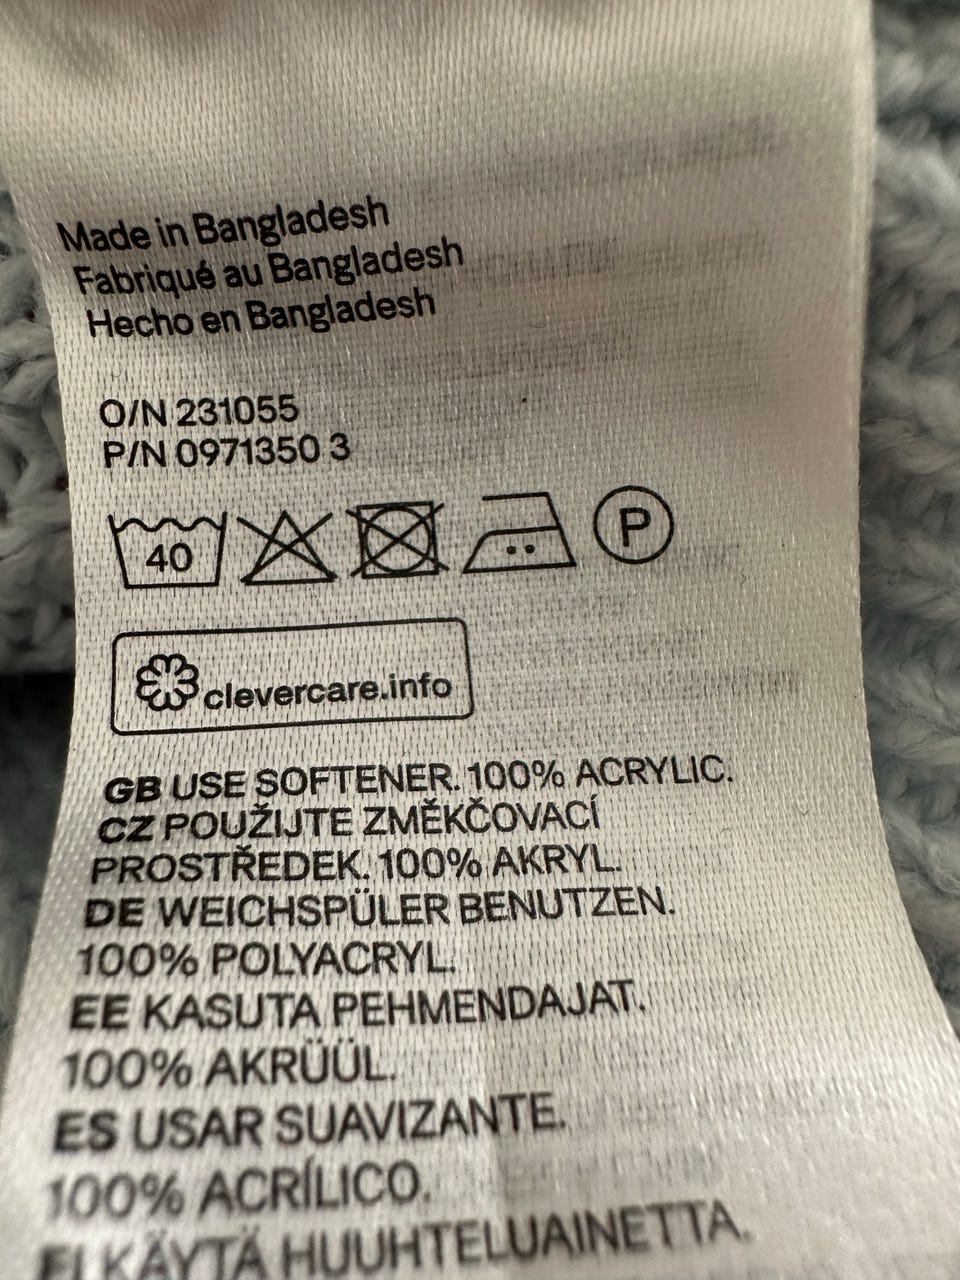 Made in Bangladesh
Fabriqué au Bangladesh
Hecho en Bangladesh
O/N 231055
P/N 0971350 3
40 P
clevercare.info
GB USE SOFTENER. 100% ACRYLIC.
CZ POUŽIJTE ZMĚKČOVACÍ
PROSTŘEDEK. 100% AKRYL.
DE WEICHSPÜLER BENUTZEN.
100% POLYACRYL.
EE KASUTA PEHMENDAJAT.
100% AKRÜÜL.
ES USAR SUAVIZANTE.
100% ACRÍLICO.
FI KÄYTÄ HUUHTELUAINETTA.